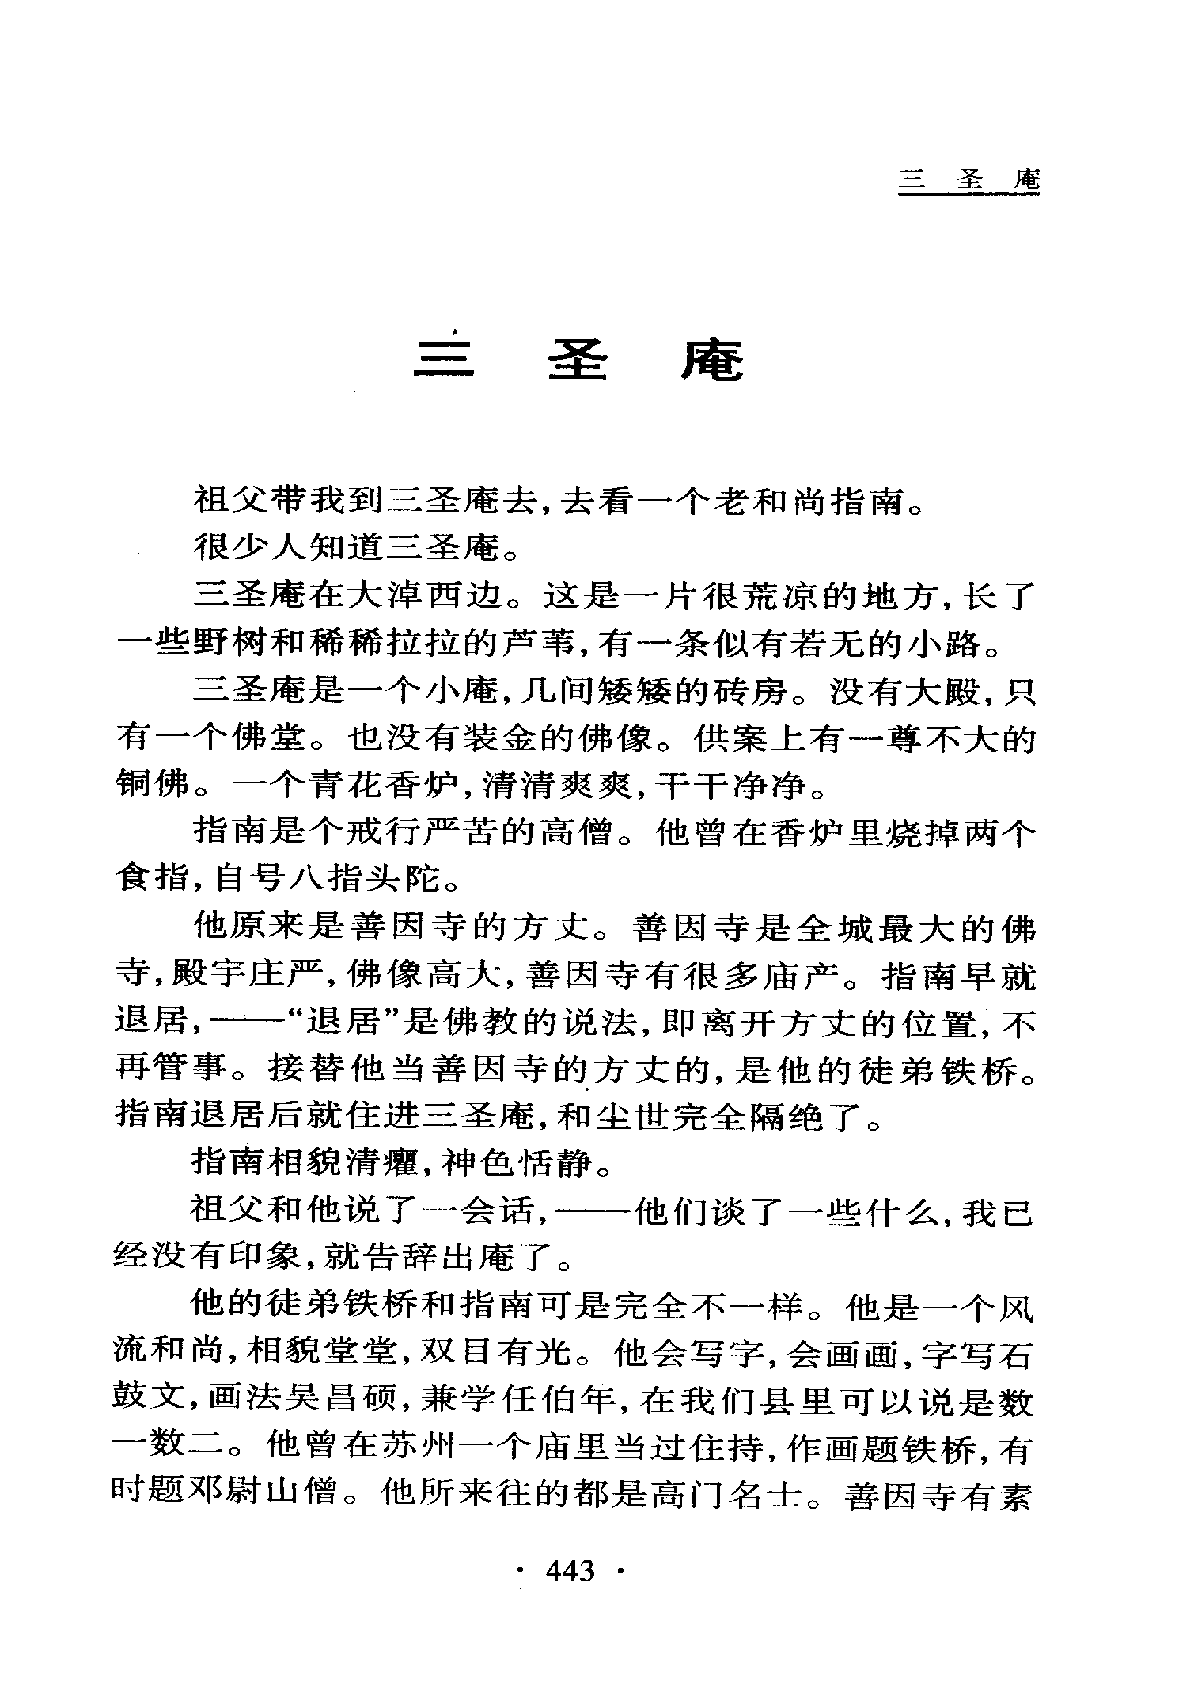 三 圣 庵
三 圣 庵
祖父带我到三圣庵去,去看一个老和尚指南。
很少人知道三圣庵。
三圣庵在大淖西边。这是一片很荒凉的地方,长了
一些野树和稀稀拉拉的芦苇,有一条似有若无的小路。
三圣庵是一个小庵,几间矮矮的砖房。没有大殿,只
有一个佛堂。也没有装金的佛像。供案上有一尊不大的
铜佛。一个青花香炉,清清爽爽,干干净净。
指南是个戒行严苦的高僧。他曾在香炉里烧掉两个
食指,自号八指头陀。
他原来是善因寺的方丈。善因寺是全城最大的佛
寺,殿宇庄严,佛像高大,善因寺有很多庙产。指南早就
退居,——“退居”是佛教的说法,即离开方丈的位置,不
再管事。接替他当善因寺的方丈的,是他的徒弟铁桥。
指南退居后就住进三圣庵,和尘世完全隔绝了。
指南相貌清癯,神色恬静。
祖父和他说了一会话,——他们谈了一些什么,我已
经没有印象,就告辞出庵了。
他的徒弟铁桥和指南可是完全不一样。他是一个风
流和尚,相貌堂堂,双目有光。他会写字,会画画,字写石
鼓文,画法吴昌硕,兼学任伯年,在我们县里可以说是数
一数二。他曾在苏州一个庙里当过住持,作画题铁桥,有
时题邓尉山僧。他所来往的都是高门名士。善因寺有素
· 443 ·